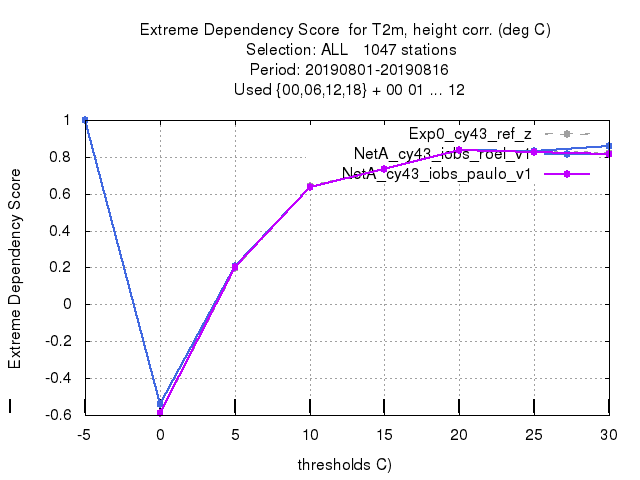 Extreme Dependency Score for T2m, height corr. (deg C)
Selection: ALL 1047 stations
Period: 20190801-20190816
Used {00,06,12,18} + 00 01 ... 12
Exp0_cy43_ref_z
NetA_cy43_iobs_roel_v1
NetA_cy43_iobs_paulo_v1
Extreme Dependency Score
1
0.8
0.6
0.4
0.2
0
-0.2
-0.4
-0.6
-5 0 5 10 15 20 25 30
thresholds C)